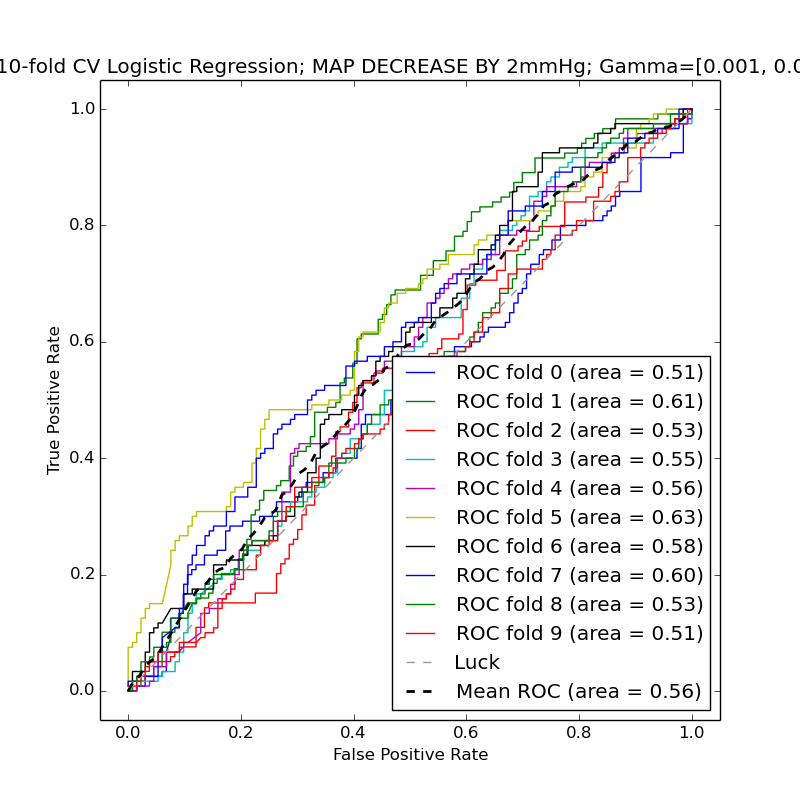 10-fold CV Logistic Regression; MAP DECREASE BY 2mmHg; Gamma=[0.001, 0.0
1.0
0.8
0.6
0.4
0.2
0.0
True Positive Rate
ROC fold 0 (area = 0.51)
ROC fold 1 (area = 0.61)
ROC fold 2 (area = 0.53)
ROC fold 3 (area = 0.55)
ROC fold 4 (area = 0.56)
ROC fold 5 (area = 0.63)
ROC fold 6 (area = 0.58)
ROC fold 7 (area = 0.60)
ROC fold 8 (area = 0.53)
ROC fold 9 (area = 0.51)
Luck
Mean ROC (area = 0.56)
0.0 0.2 0.4 0.6 0.8 1.0
False Positive Rate